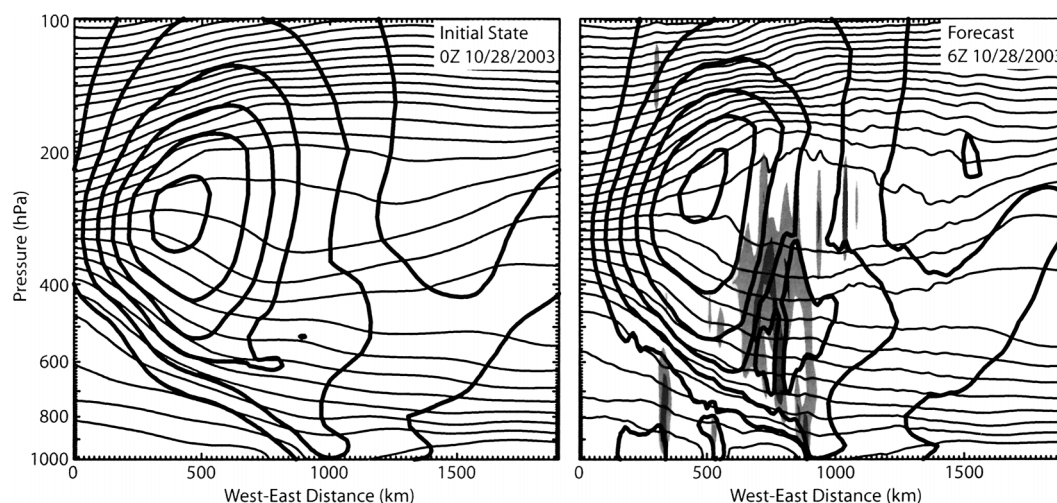 Initial State
0Z 10/28/2003
Forecast
6Z 10/28/2003
100
200
400
600
800
1000
Pressure (hPa)
0
500
1000
1500
West-East Distance (km)
0
500
1000
1500
West-East Distance (km)